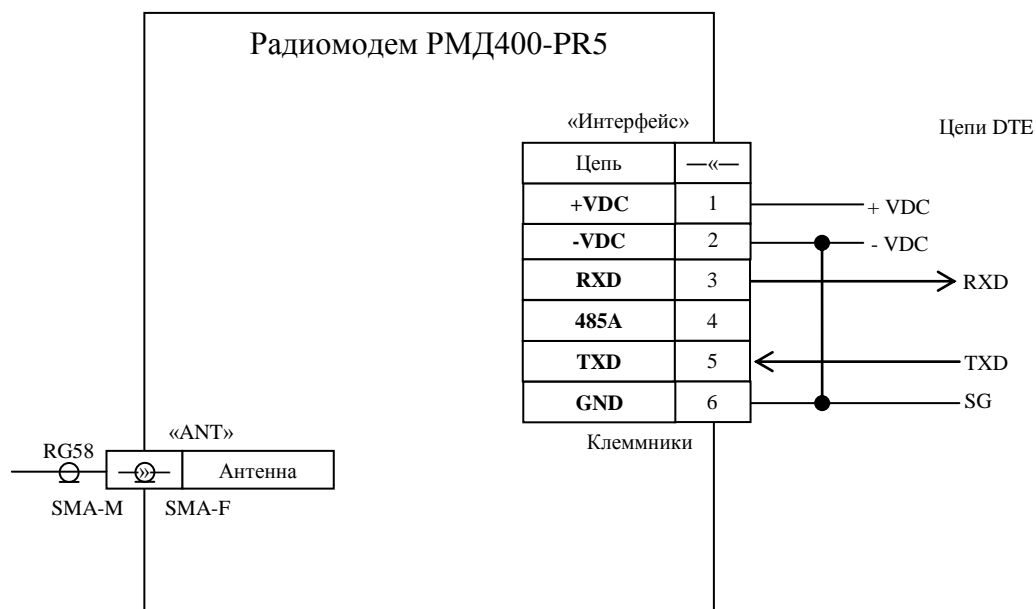 Радиомодем РМД400-PR5
«Интерфейс»
Цепи DTE
Цепь —«—
+VDC 1 + VDC
-VDC 2 - VDC
RXD 3 RXD
485A 4
TXD 5 TXD
GND 6 SG
Клеммники
«ANT»
RG58
» Антенна
SMA-M SMA-F